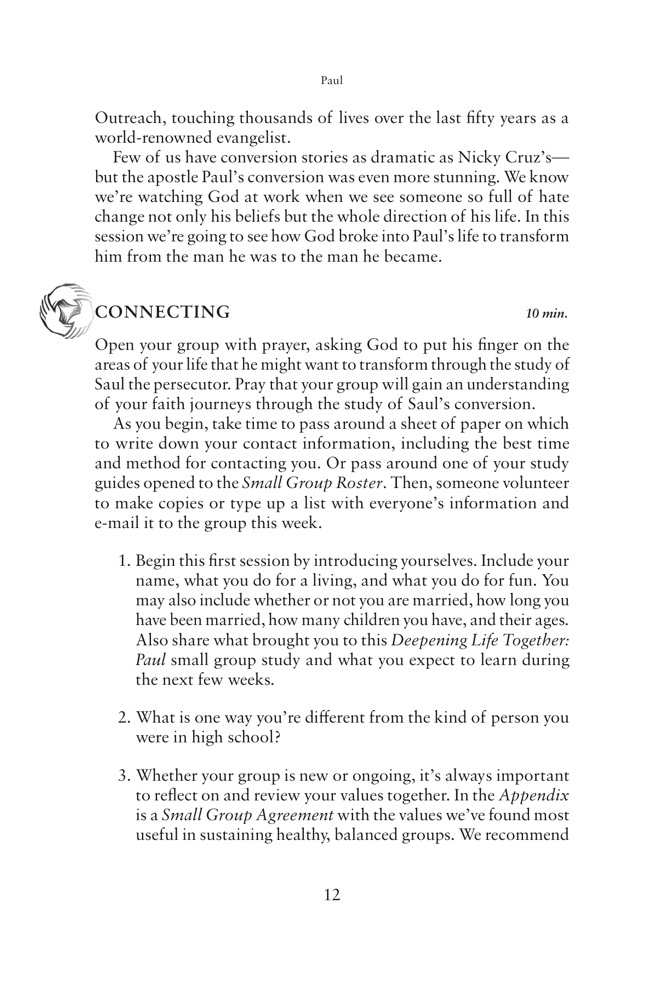 Paul
Outreach, touching thousands of lives over the last fifty years as a
world-renowned evangelist.
Few of us have conversion stories as dramatic as Nicky Cruz’s—
but the apostle Paul’s conversion was even more stunning. We know
we’re watching God at work when we see someone so full of hate
change not only his beliefs but the whole direction of his life. In this
session we’re going to see how God broke into Paul’s life to transform
him from the man he was to the man he became.
CONNECTING 10 min.
Open your group with prayer, asking God to put his finger on the
areas of your life that he might want to transform through the study of
Saul the persecutor. Pray that your group will gain an understanding
of your faith journeys through the study of Saul’s conversion.
As you begin, take time to pass around a sheet of paper on which
to write down your contact information, including the best time
and method for contacting you. Or pass around one of your study
guides opened to the Small Group Roster. Then, someone volunteer
to make copies or type up a list with everyone’s information and
e-mail it to the group this week.
1. Begin this first session by introducing yourselves. Include your
name, what you do for a living, and what you do for fun. You
may also include whether or not you are married, how long you
have been married, how many children you have, and their ages.
Also share what brought you to this Deepening Life Together:
Paul small group study and what you expect to learn during
the next few weeks.
2. What is one way you’re different from the kind of person you
were in high school?
3. Whether your group is new or ongoing, it’s always important
to reflect on and review your values together. In the Appendix
is a Small Group Agreement with the values we’ve found most
useful in sustaining healthy, balanced groups. We recommend
12